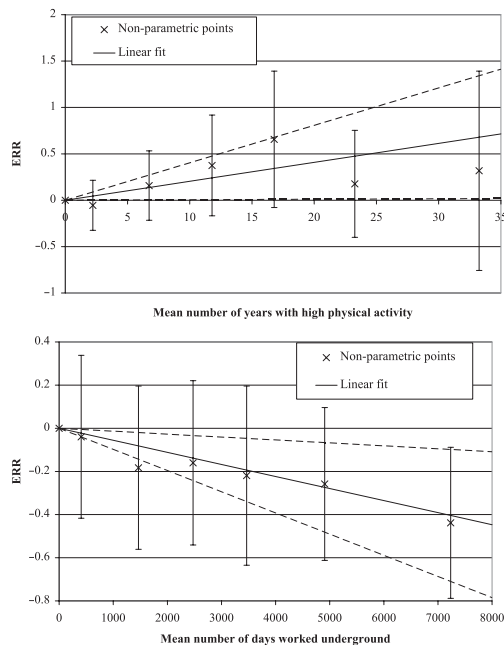 2
Non-parametric points
1.5
Linear fit
1
ERR
0.5
0
0 5 10 15 20 25 30 35
−0.5
−1
Mean number of years with high physical activity
0.4
Non-parametric points
0.2
Linear fit
0
ERR
−0.2
−0.4
−0.6
−0.8
0 1000 2000 3000 4000 5000 6000 7000 8000
Mean number of days worked underground